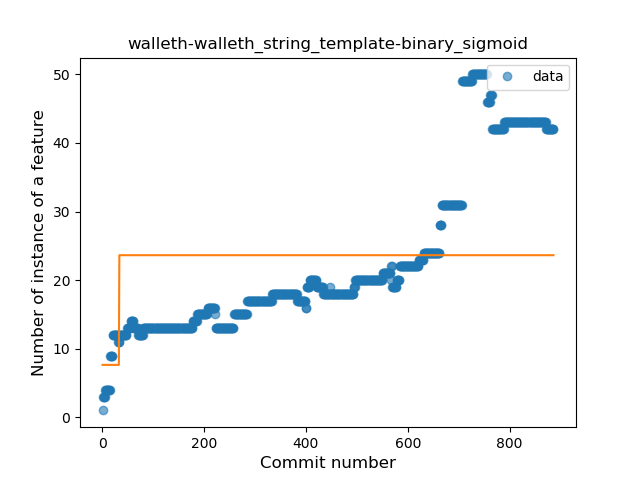 walleth-walleth_string_template-binary_sigmoid
data
Number of instance of a feature
50
40
30
20
10
0
0 200 400 600 800
Commit number